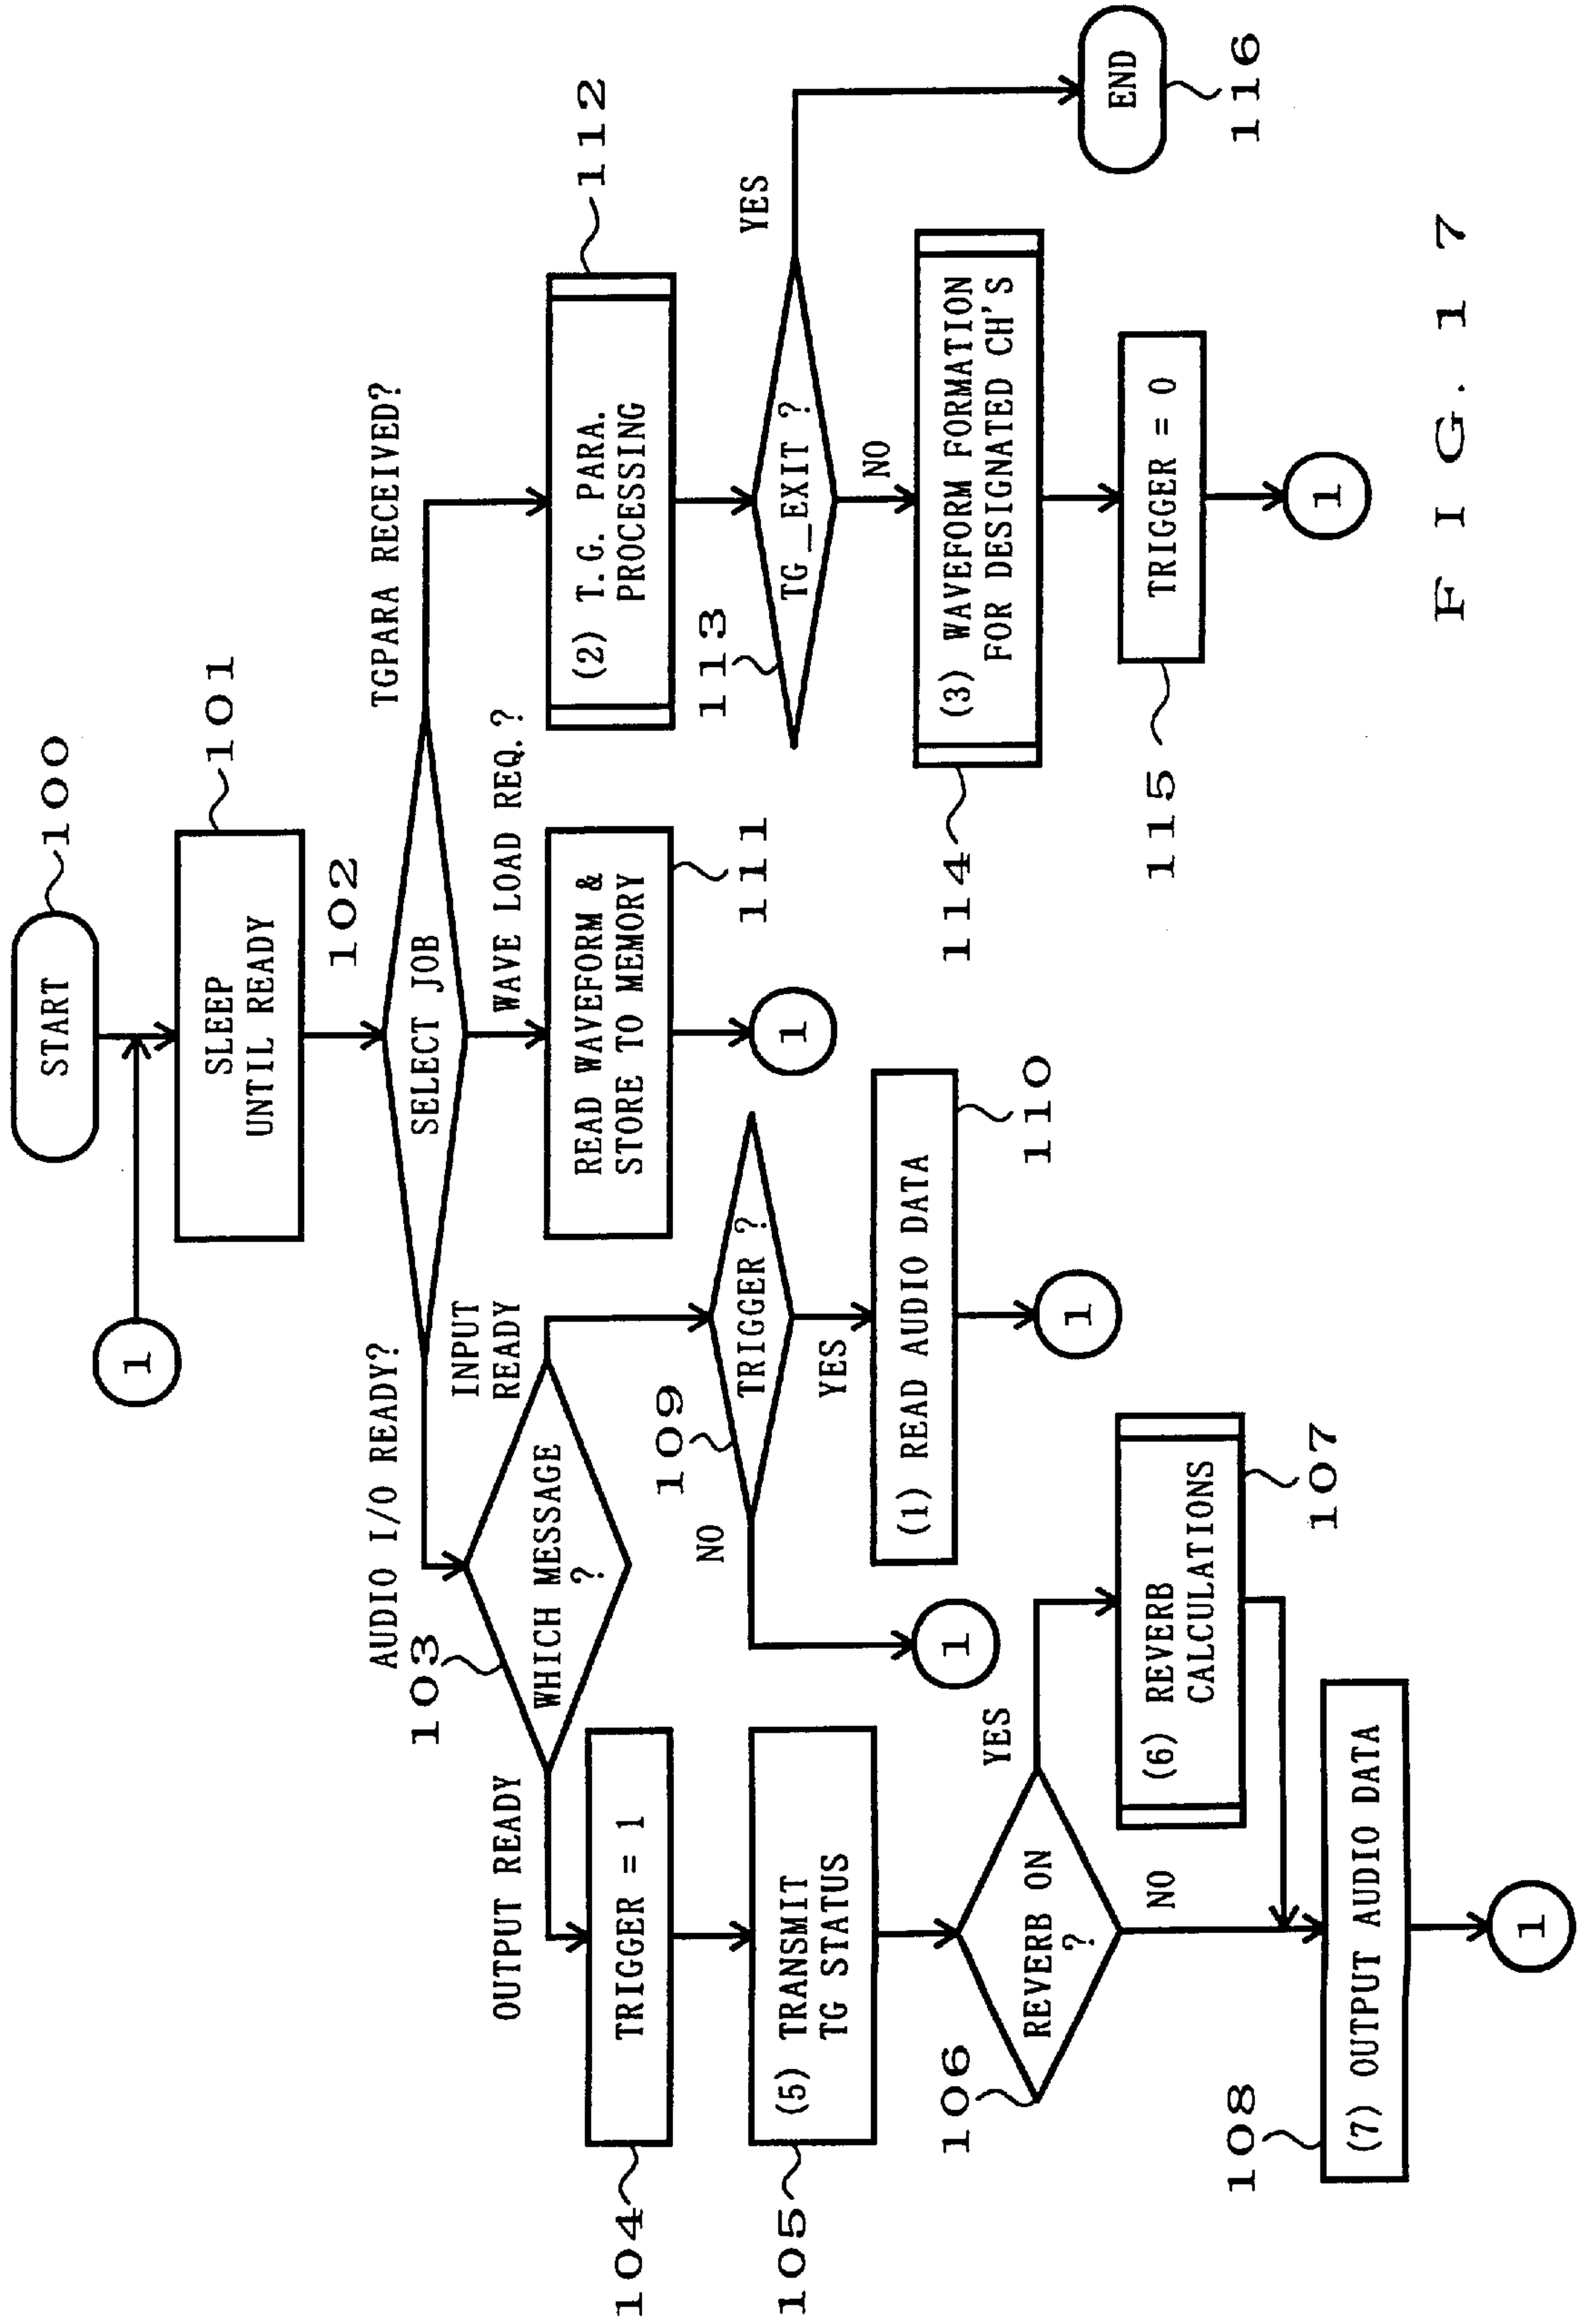 START
100
1
SLEEP
UNTIL READY
101
102
SELECT JOB
AUDIO I/O READY?
WAVE LOAD REQ. ?
TGPARA RECEIVED?
103
WHICH MESSAGE
?
OUTPUT READY
INPUT
READY
TRIGGER = 1
104
(5) TRANSMIT
TG STATUS
105
106
REVERB ON
?
YES
NO
(6) REVERB
CALCULATIONS
107
108
(7) OUTPUT AUDIO DATA
1
109
TRIGGER ?
NO
YES
1
(1) READ AUDIO DATA
110
1
READ WAVEFORM &
STORE TO MEMORY
111
1
(2) T.G. PARA.
PROCESSING
112
113
TG_EXIT ?
YES
NO
END
116
(3) WAVEFORM FORMATION
FOR DESIGNATED CH'S
114
TRIGGER = 0
115
1
FIG. 17